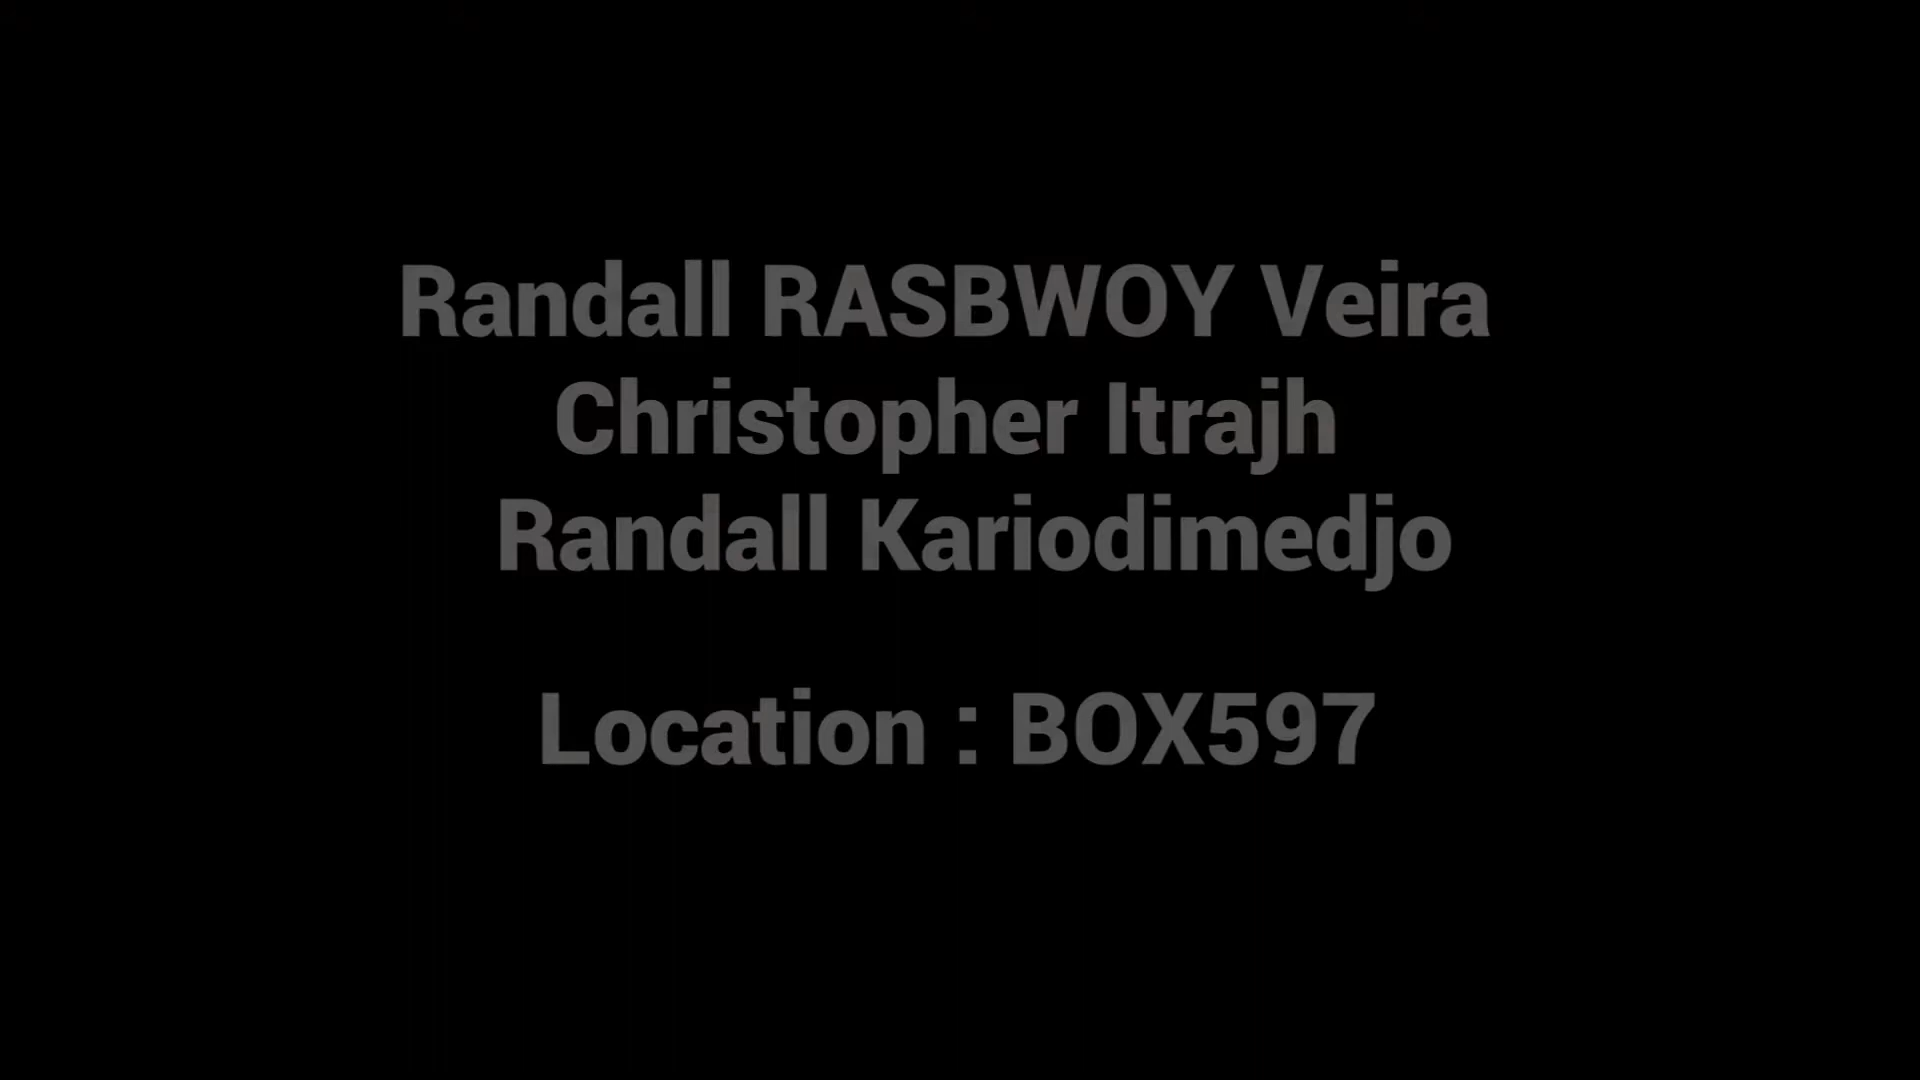 Randall RASBWOY Veira
Christopher Itrajh
Randall Kariodimedjo
Location : BOX597